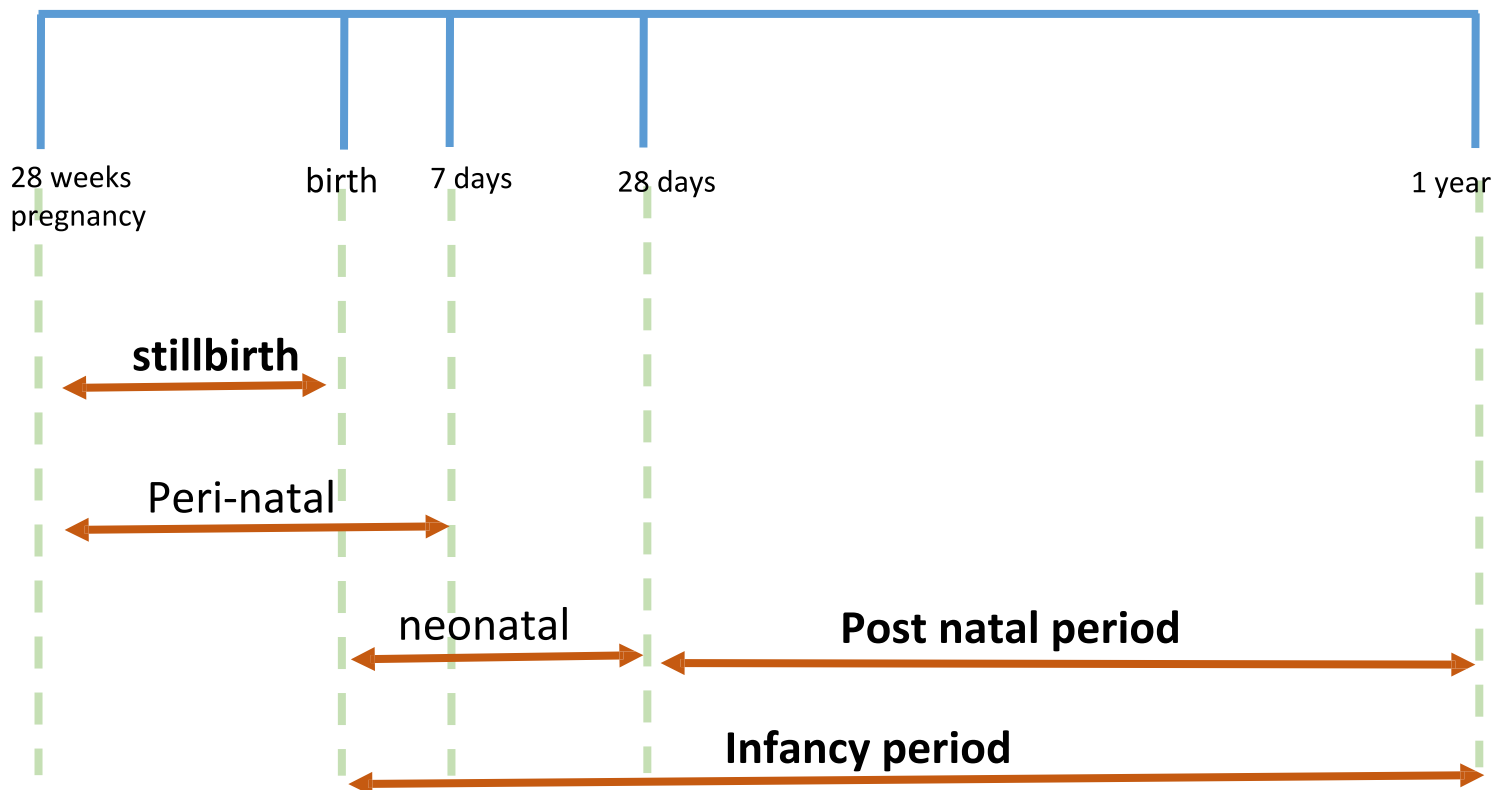 28 weeks
pregnancy
birth
7 days
28 days
1 year
stillbirth
Peri-natal
neonatal
Post natal period
Infancy period